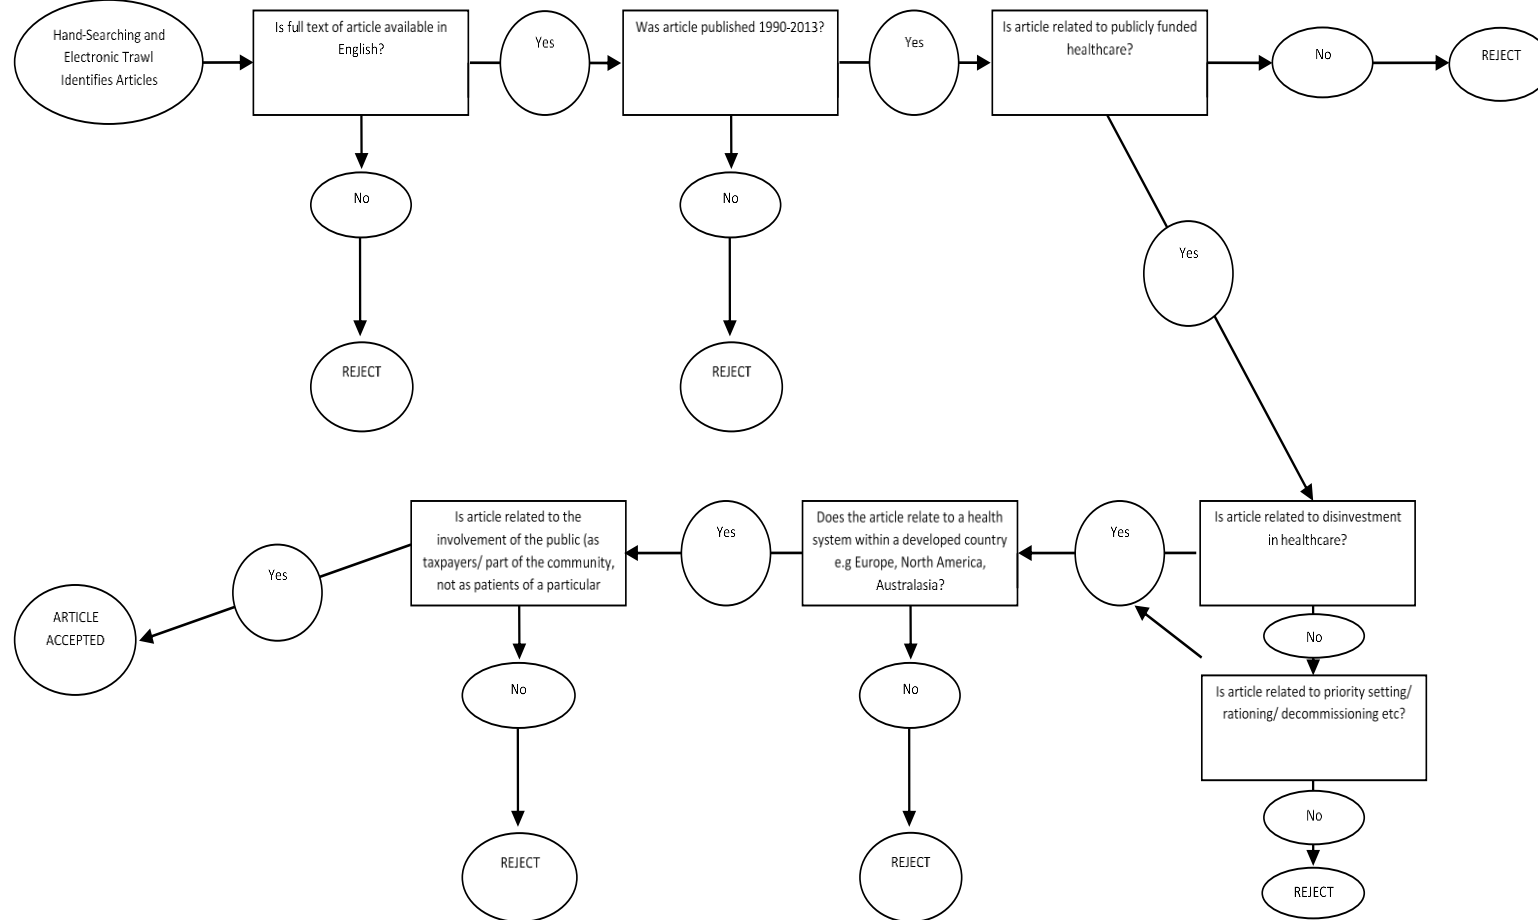 Hand-Searching and
Electronic Trawl
Identifies Articles
Is full text of article available in
English?
Yes
Was article published 1990-2013?
Yes
Is article related to publicly funded
healthcare?
No
REJECT
No
No
Yes
REJECT
REJECT
Is article related to disinvestment
in healthcare?
Yes
Does the article relate to a health
system within a developed country
e.g Europe, North America,
Australasia?
Yes
Is article related to the
involvement of the public (as
taxpayers/ part of the community,
not as patients of a particular
Yes
ARTICLE
ACCEPTED
No
Is article related to priority setting/
rationing/ decommissioning etc?
No
No
No
REJECT
REJECT
REJECT